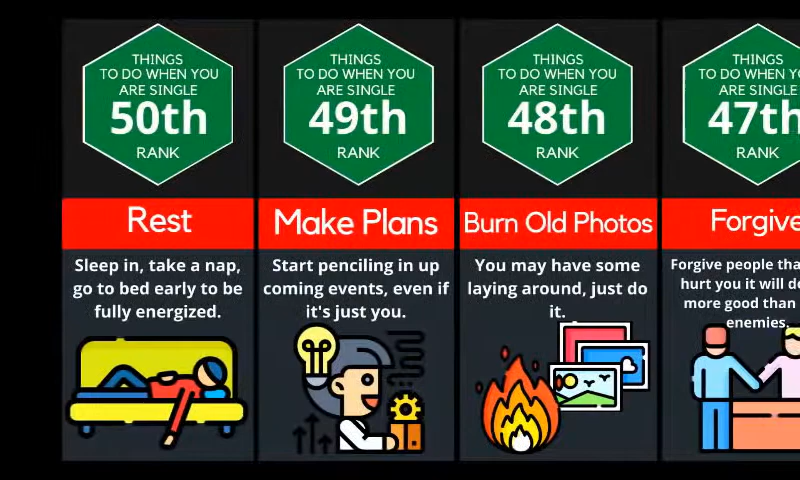 THINGS
TO DO WHEN YOU
ARE SINGLE
50th
RANK
Rest
Sleep in, take a nap,
go to bed early to be
fully energized.
THINGS
TO DO WHEN YOU
ARE SINGLE
49th
RANK
Make Plans
Start penciling in up
coming events, even if
it's just you.
THINGS
TO DO WHEN YOU
ARE SINGLE
48th
RANK
Burn Old Photos
You may have some
laying around, just do
it.
THINGS
TO DO WHEN
ARE SINGLE
47th
RANK
Forgive
Forgive people
hurt you it will
more good than
enemies.